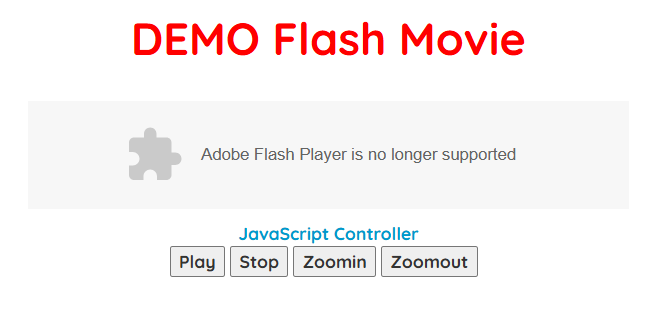 DEMO Flash Movie
Adobe Flash Player is no longer supported
JavaScript Controller
Play Stop Zoomin Zoomout